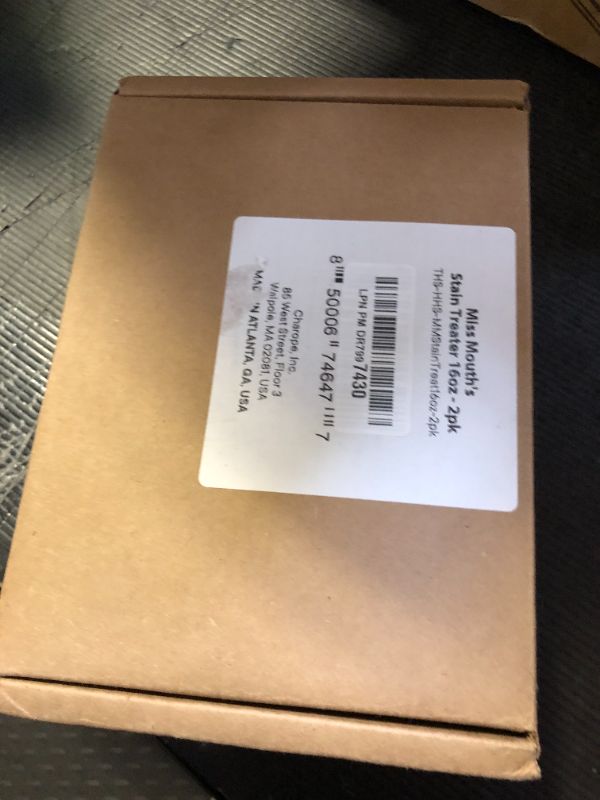 Miss Mouth's
Stain Treater 16oz - 2pk
THS-HHS-MMStainTreat16oz-2pk
LPN PM DR799 7430
8 50006 74647 7
Charope, Inc.
85 West Street, Floor 3
Walpole, MA 02081, USA
ATLANTA, GA, USA